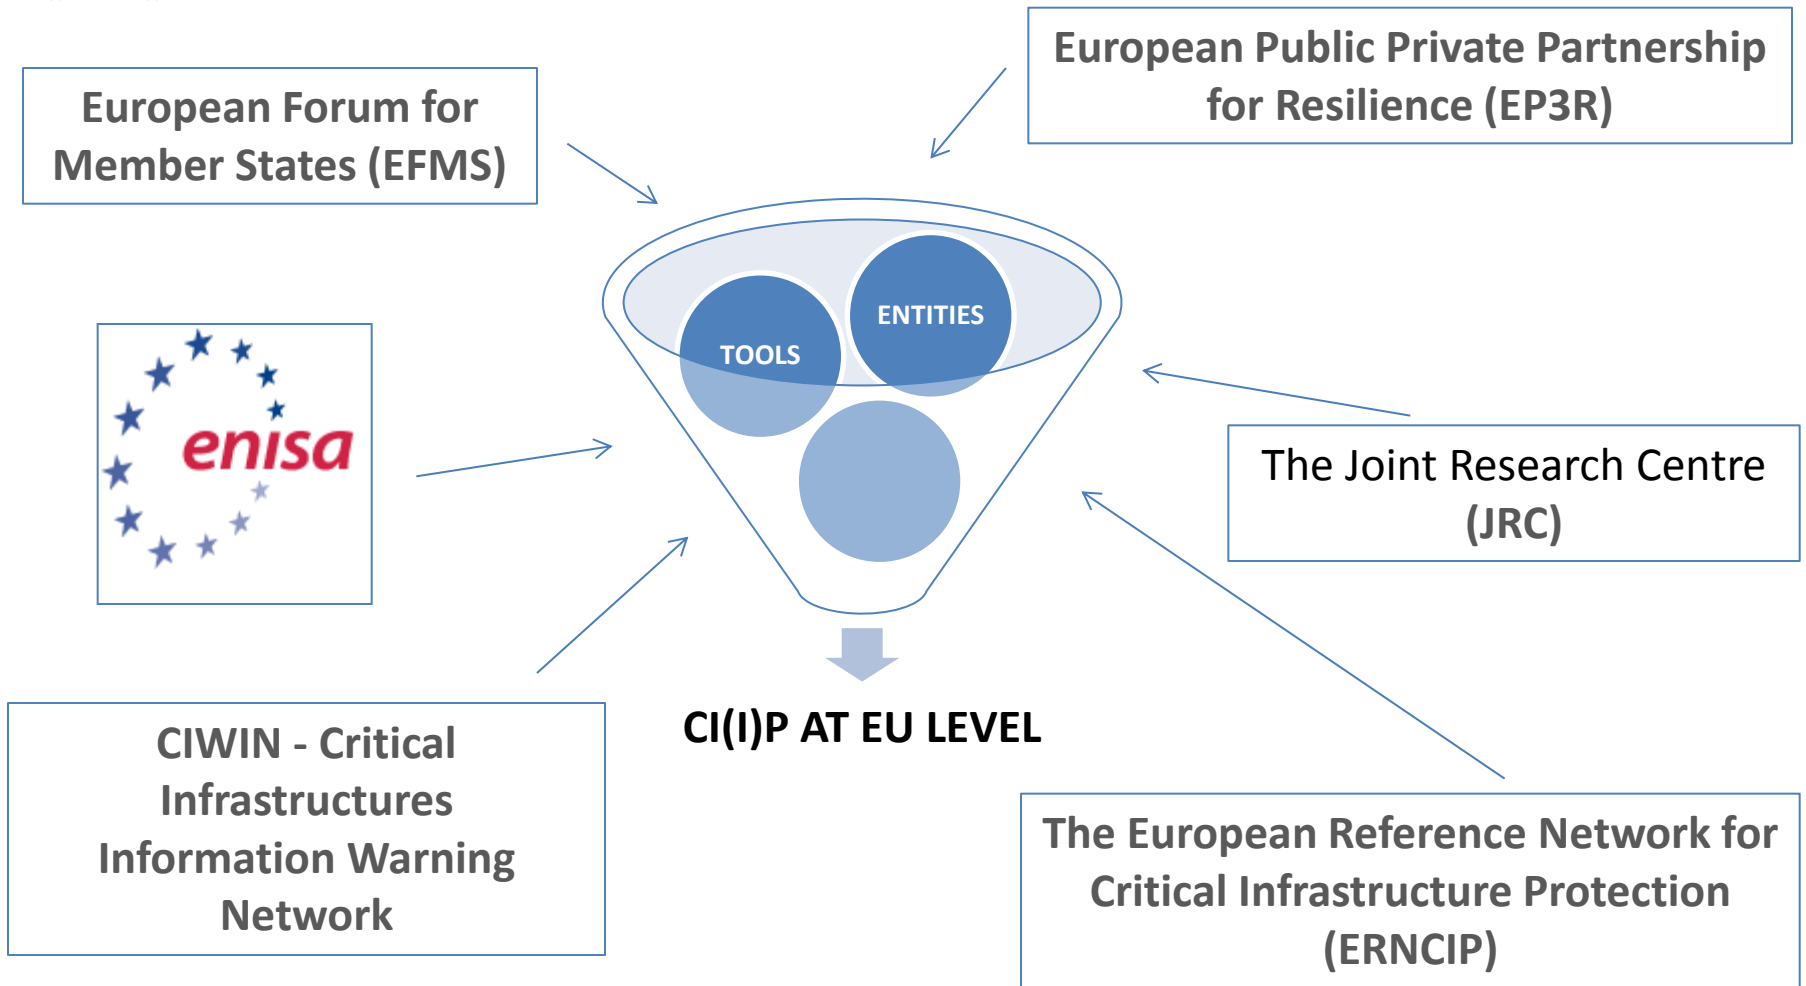 European Public Private Partnership
for Resilience (EP3R)
European Forum for
Member States (EFMS)
ENTITIES
TOOLS
enisa
The Joint Research Centre
(JRC)
CI(I)P AT EU LEVEL
CIWIN - Critical
Infrastructures
Information Warning
Network
The European Reference Network for
Critical Infrastructure Protection
(ERNCIP)